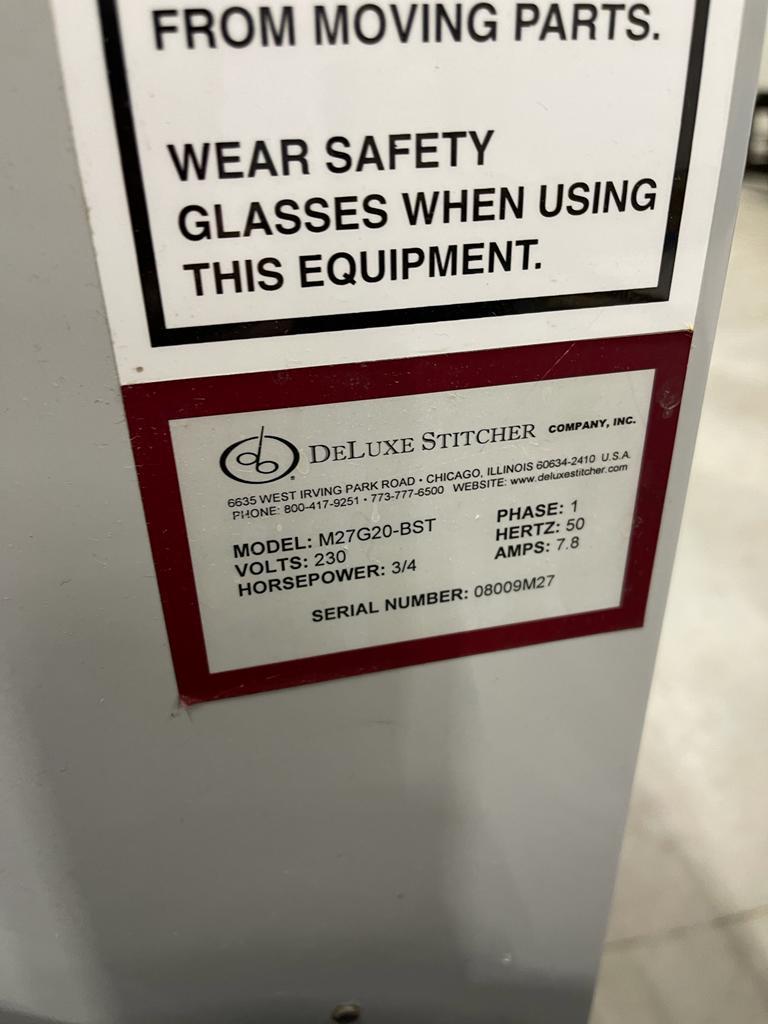 FROM MOVING PARTS.
WEAR SAFETY
GLASSES WHEN USING
THIS EQUIPMENT.
DELUXE STITCHER COMPANY, INC.
6635 WEST IRVING PARK ROAD • CHICAGO, ILLINOIS 60634-2410 U.S.A.
PHONE: 800-417-9251 • 773-777-6500 WEBSITE: www.deluxestitcher.com
MODEL: M27G20-BST PHASE: 1
VOLTS: 230 HERTZ: 50
HORSEPOWER: 3/4 AMPS: 7.8
SERIAL NUMBER: 08009M27